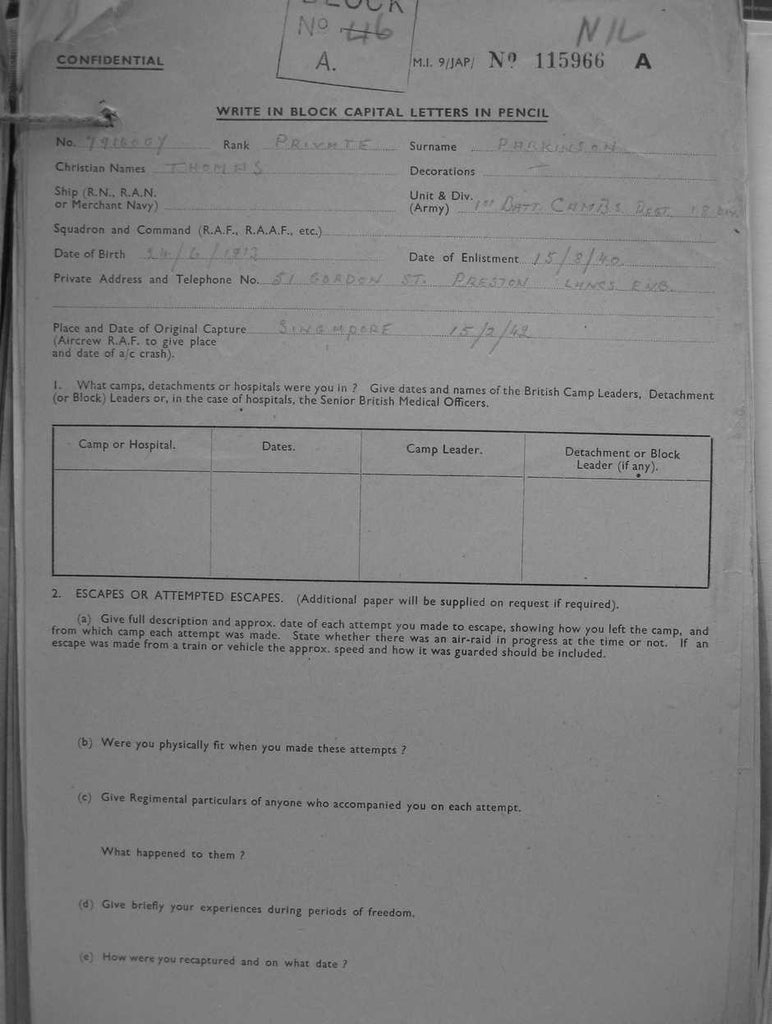 BLOCK
Nº 46 NIL
CONFIDENTIAL A. M.I. 9/JAP/ Nº 115966 A
WRITE IN BLOCK CAPITAL LETTERS IN PENCIL
No. Rank PRIVATE Surname PARKINSON
Christian Names THOMAS Decorations —
Ship (R.N., R.A.N. Unit & Div.
or Merchant Navy) (Army) 1st BATT. CAMBS. REGT. 18 DIV.
Squadron and Command (R.A.F., R.A.A.F., etc.)
Date of Birth 24/6/1912 Date of Enlistment 15/8/40
Private Address and Telephone No. 51 GORDON ST. PRESTON LANCS ENG.
Place and Date of Original Capture SINGAPORE 15/2/42
(Aircrew R.A.F. to give place
and date of a/c crash).
1. What camps, detachments or hospitals were you in ? Give dates and names of the British Camp Leaders, Detachment
(or Block) Leaders or, in the case of hospitals, the Senior British Medical Officers.
Camp or Hospital. Dates. Camp Leader. Detachment or Block
Leader (if any).
2. ESCAPES OR ATTEMPTED ESCAPES. (Additional paper will be supplied on request if required).
(a) Give full description and approx. date of each attempt you made to escape, showing how you left the camp, and
from which camp each attempt was made. State whether there was an air-raid in progress at the time or not. If an
escape was made from a train or vehicle the approx. speed and how it was guarded should be included.
(b) Were you physically fit when you made these attempts ?
(c) Give Regimental particulars of anyone who accompanied you on each attempt.
What happened to them ?
(d) Give briefly your experiences during periods of freedom.
(e) How were you recaptured and on what date ?